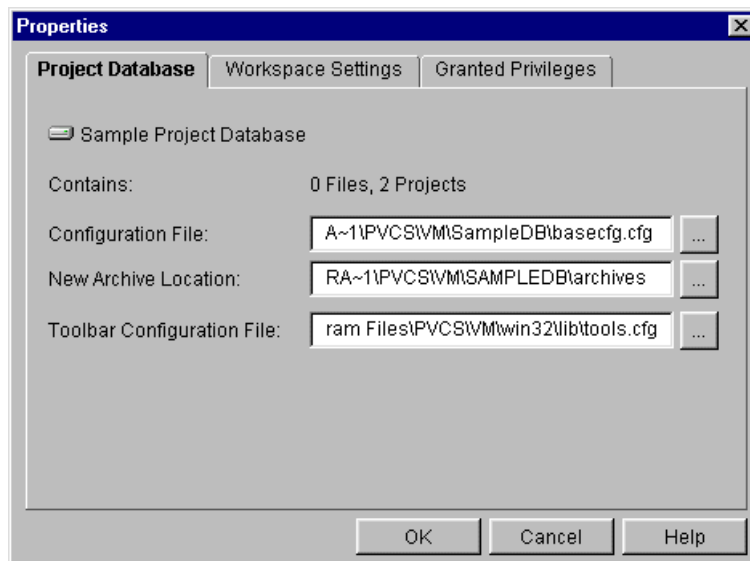 Properties
Project Database Workspace Settings Granted Privileges
Sample Project Database
Contains: 0 Files, 2 Projects
Configuration File: A~1\PVCS\VM\SampleDB\basecfg.cfg ...
New Archive Location: RA~1\PVCS\VM\SAMPLEDB\archives ...
Toolbar Configuration File: ram Files\PVCS\VM\win32\lib\tools.cfg ...
OK Cancel Help